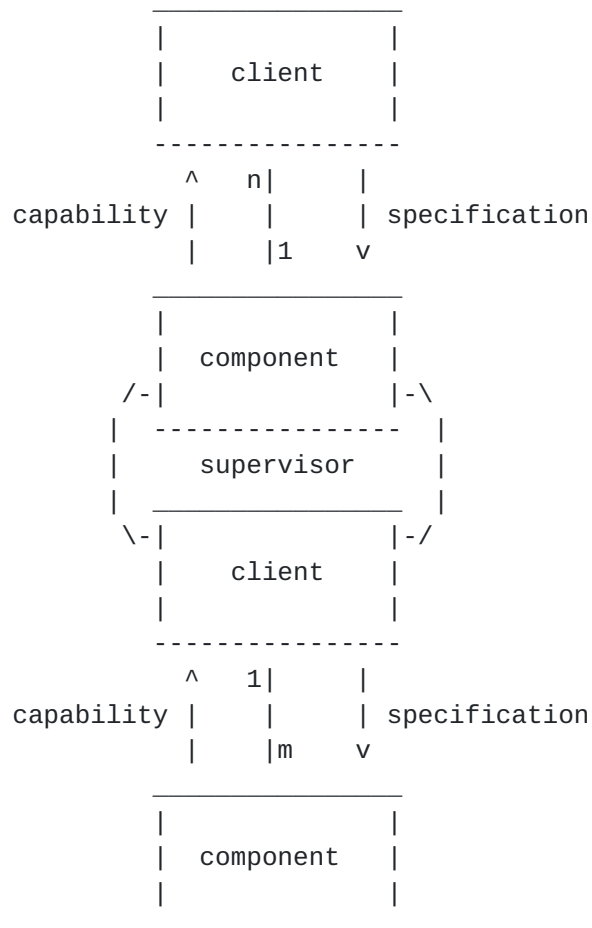 client
^ n| |
capability | | | specification
| |1 v
component
/-| |-\
supervisor
\-| |-/
client
^ 1| |
capability | | | specification
| |m v
component